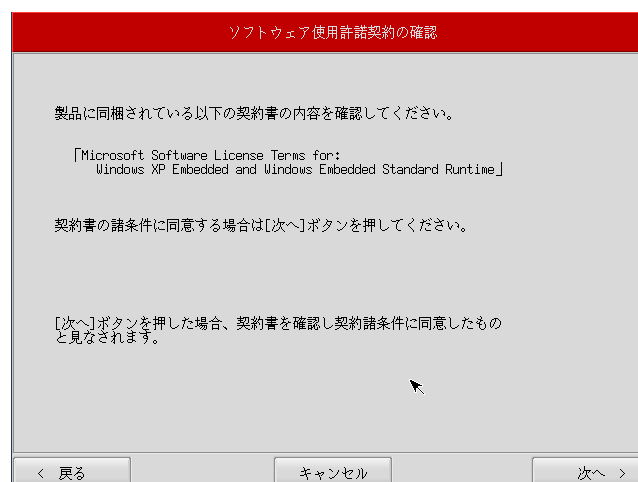 ソフトウェア使用許諾契約の確認
製品に同梱されている以下の契約書の内容を確認してください。
「Microsoft Software License Terms for:
Windows XP Embedded and Windows Embedded Standard Runtime」
契約書の諸条件に同意する場合は[次へ]ボタンを押してください。
[次へ]ボタンを押した場合、契約書を確認し契約諸条件に同意したもの
と見なされます。
< 戻る
キャンセル
次へ >